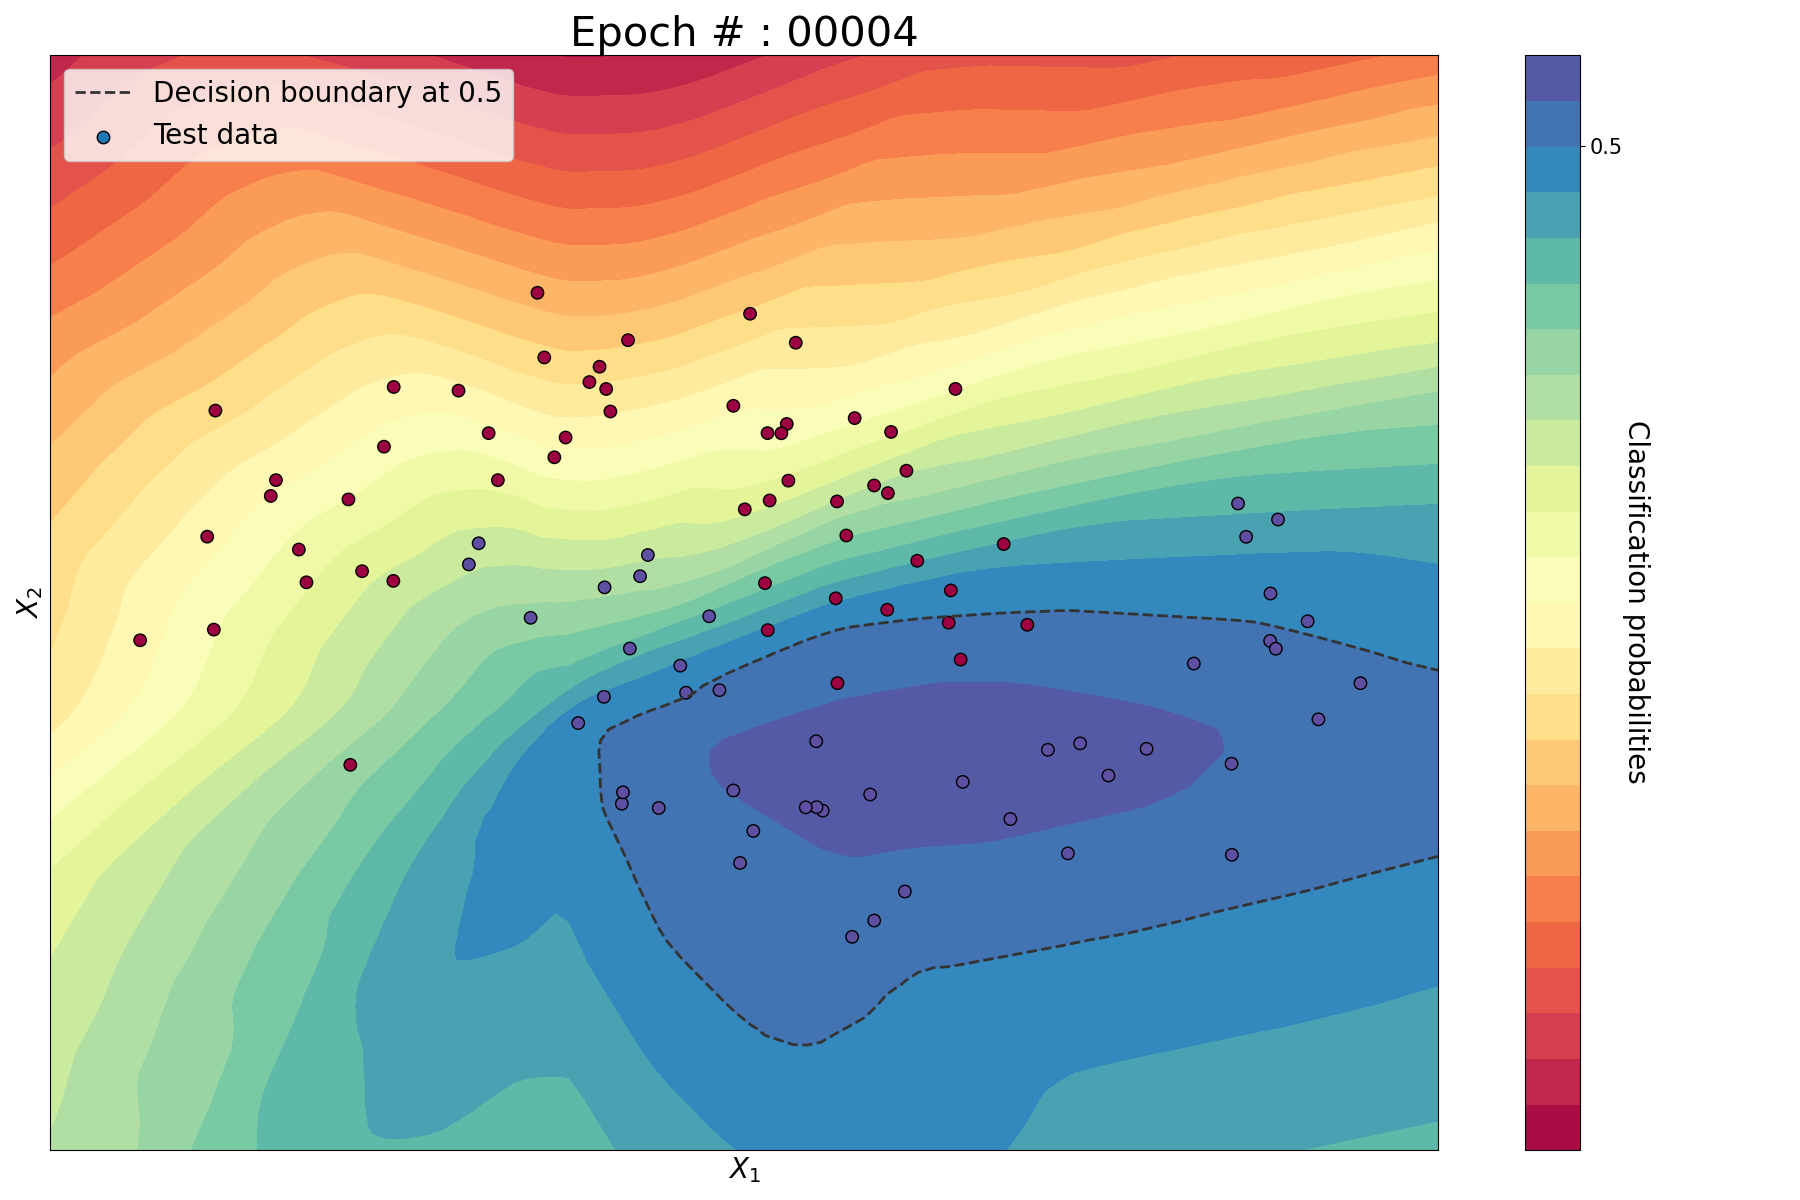 Epoch # : 00004
Decision boundary at 0.5
Test data
0.5
Classification probabilities
X₂
X₁